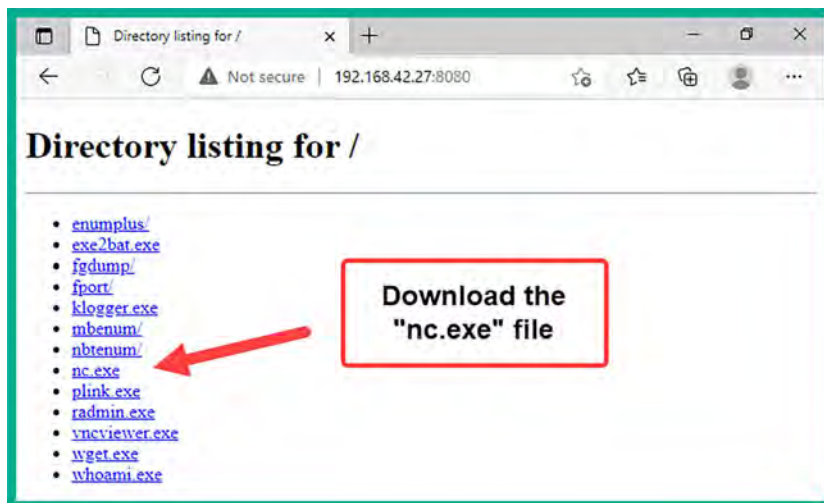 Directory listing for /
Not secure | 192.168.42.27:8080
Directory listing for /
enumplus/
exe2bat.exe
fgdump/
fport/
klogger.exe
mbenum/
nbtenum/
nc.exe
plink.exe
radmin.exe
vncviewer.exe
wget.exe
whoami.exe
Download the
"nc.exe" file